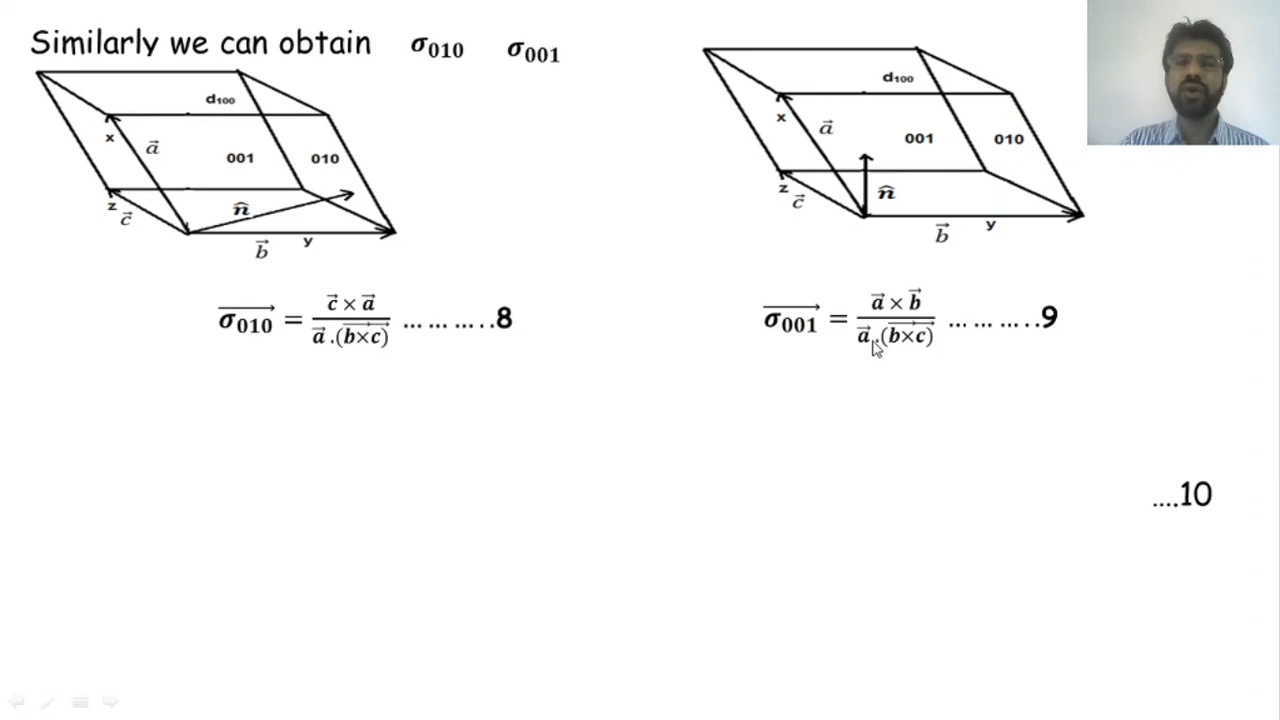 Similarly we can obtain σ₀₁₀ σ₀₀₁
d₁₀₀
x
a⃗
001
010
z
c⃗
n̂
b⃗
y
d₁₀₀
x
a⃗
001
010
z
c⃗
n̂
b⃗
y
σ₀₁₀⃗ = (c⃗ × a⃗) / (a⃗ .(b⃗×c⃗)) ... ... ... . . 8
σ₀₀₁⃗ = (a⃗ × b⃗) / (a⃗ .(b⃗×c⃗)) ... ... ... . . 9
....10